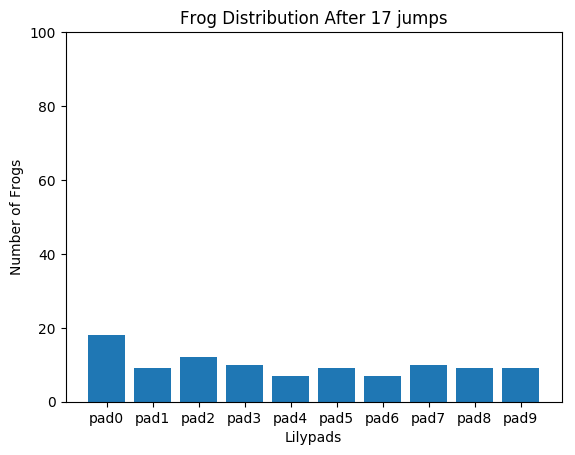 Frog Distribution After 17 jumps
100
80
60
40
20
0
Number of Frogs
pad0 pad1 pad2 pad3 pad4 pad5 pad6 pad7 pad8 pad9
Lilypads